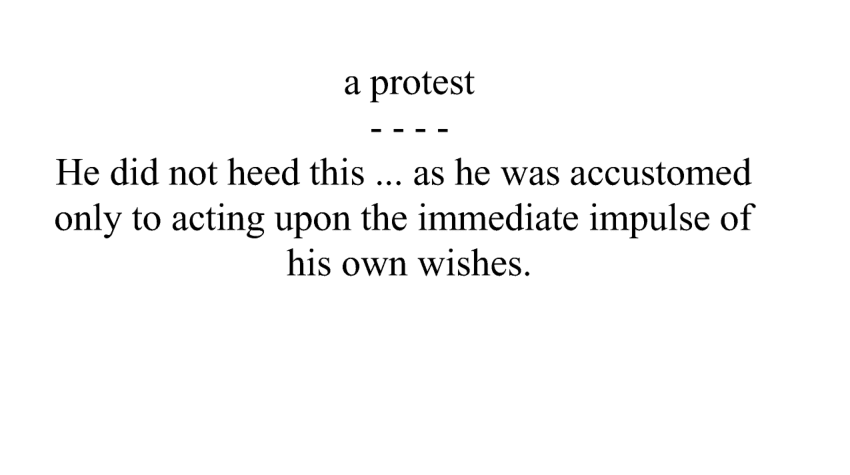 a protest
- - - -
He did not heed this ... as he was accustomed
only to acting upon the immediate impulse of
his own wishes.